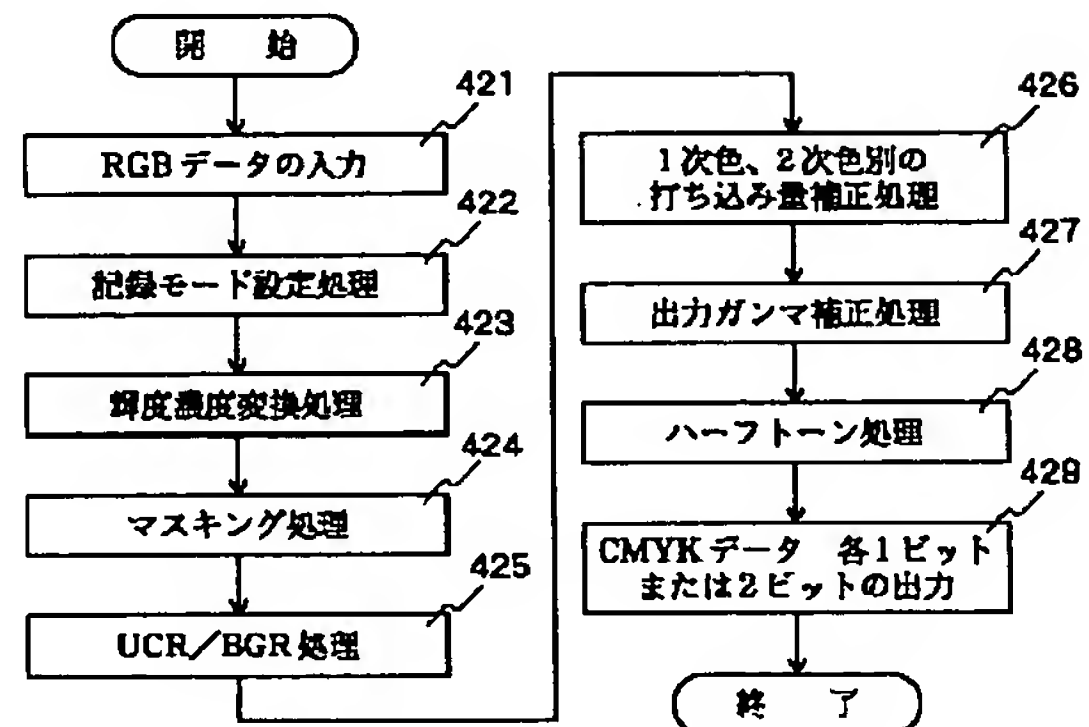 開 始
421
RGBデータの入力
422
記録モード設定処理
423
輝度濃度変換処理
424
マスキング処理
425
UCR/BGR処理
426
1次色、2次色別の
打ち込み量補正処理
427
出力ガンマ補正処理
428
ハーフトーン処理
429
CMYKデータ 各1ビット
または2ビットの出力
終 了